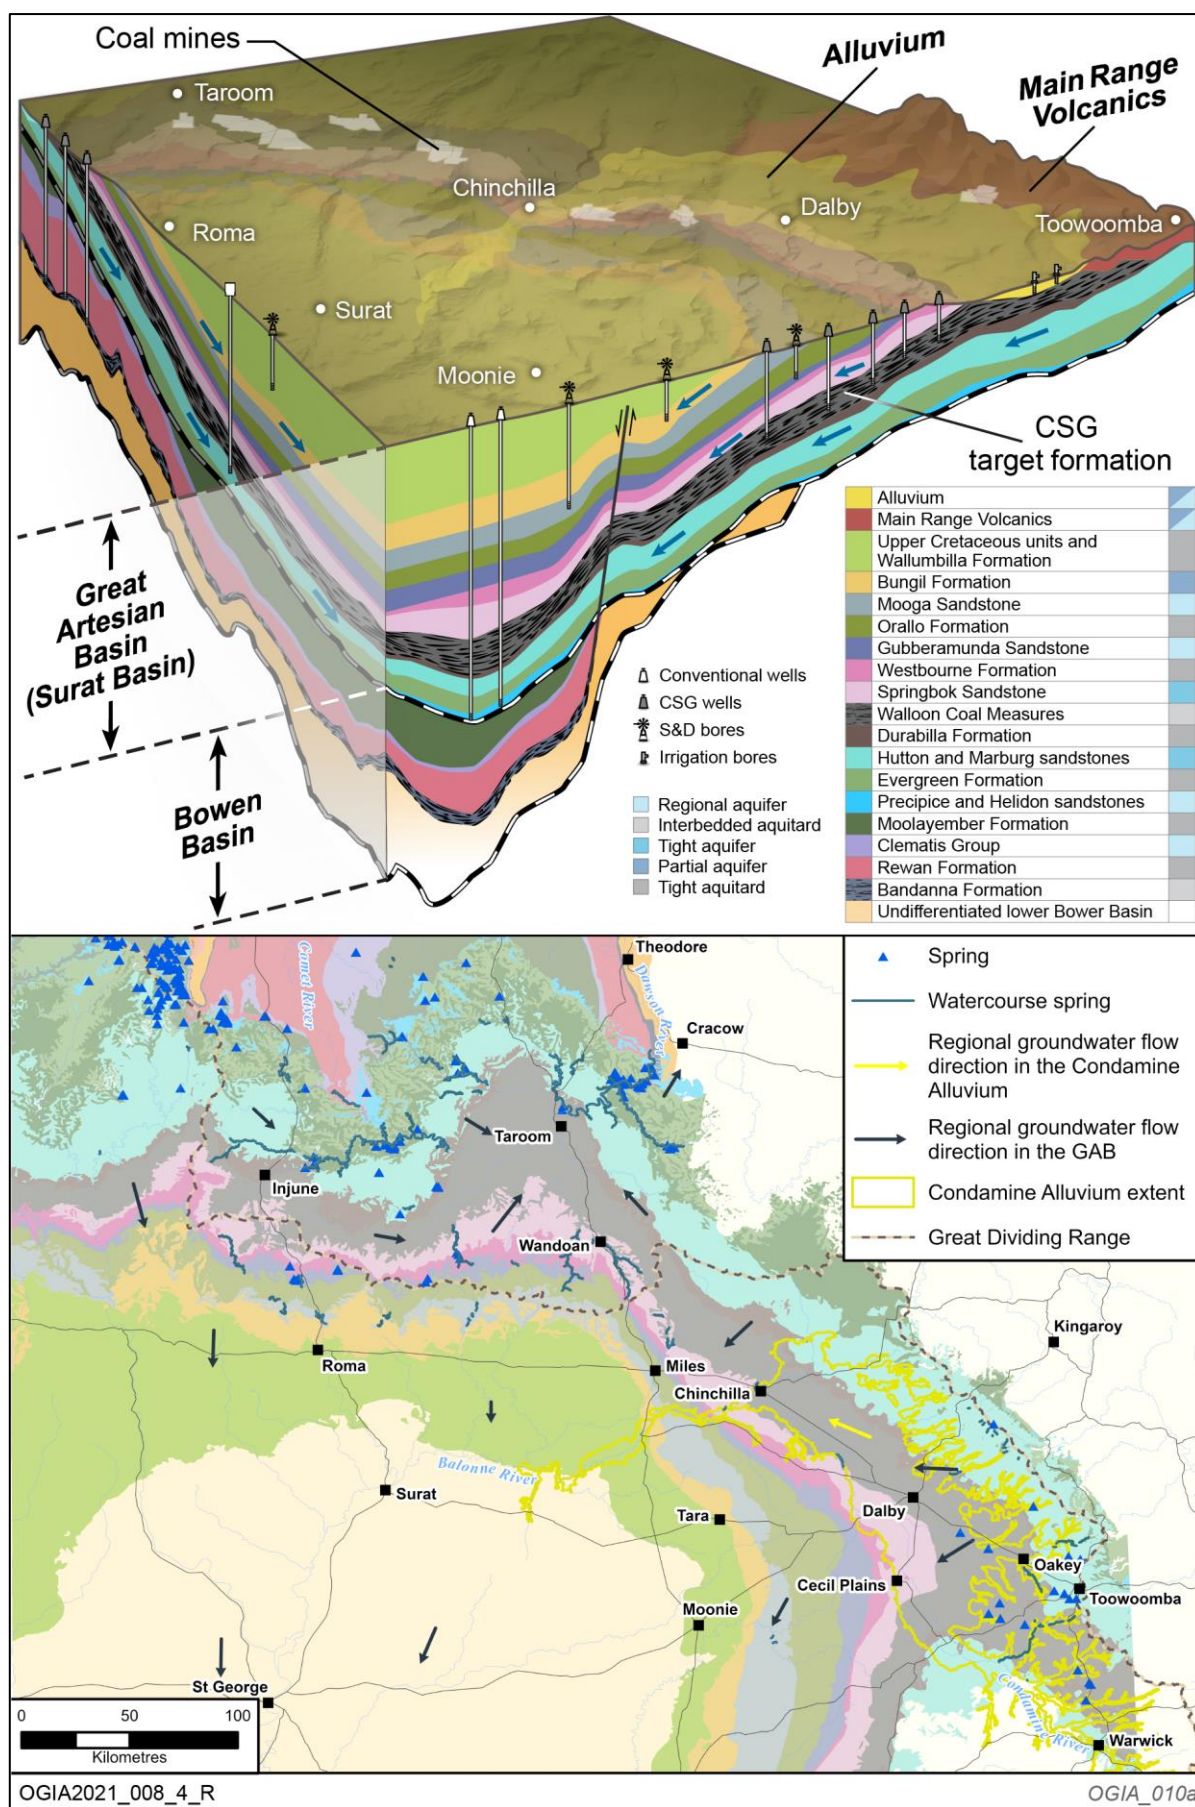 Coal mines
Alluvium
Main Range
Volcanics
Taroom
Chinchilla
Dalby
Toowoomba
Roma
Surat
Moonie
CSG
target formation
Great
Artesian
Basin
(Surat Basin)
Bowen
Basin
Conventional wells
CSG wells
S&D bores
Irrigation bores
Regional aquifer
Interbedded aquitard
Tight aquifer
Partial aquifer
Tight aquitard
Alluvium
Main Range Volcanics
Upper Cretaceous units and
Wallumbilla Formation
Bungil Formation
Mooga Sandstone
Orallo Formation
Gubberamunda Sandstone
Westbourne Formation
Springbok Sandstone
Walloon Coal Measures
Durabilla Formation
Hutton and Marburg sandstones
Evergreen Formation
Precipice and Helidon sandstones
Moolayember Formation
Clematis Group
Rewan Formation
Bandanna Formation
Undifferentiated lower Bower Basin
Comet River
Theodore
Dawson River
Cracow
Taroom
Injune
Wandoan
Kingaroy
Roma
Miles
Chinchilla
Balonne River
Surat
Tara
Dalby
Oakey
Cecil Plains
Toowoomba
Moonie
St George
Condamine River
Warwick
Spring
Watercourse spring
Regional groundwater flow
direction in the Condamine
Alluvium
Regional groundwater flow
direction in the GAB
Condamine Alluvium extent
Great Dividing Range
0 50 100
Kilometres
OGIA2021_008_4_R
OGIA_010a